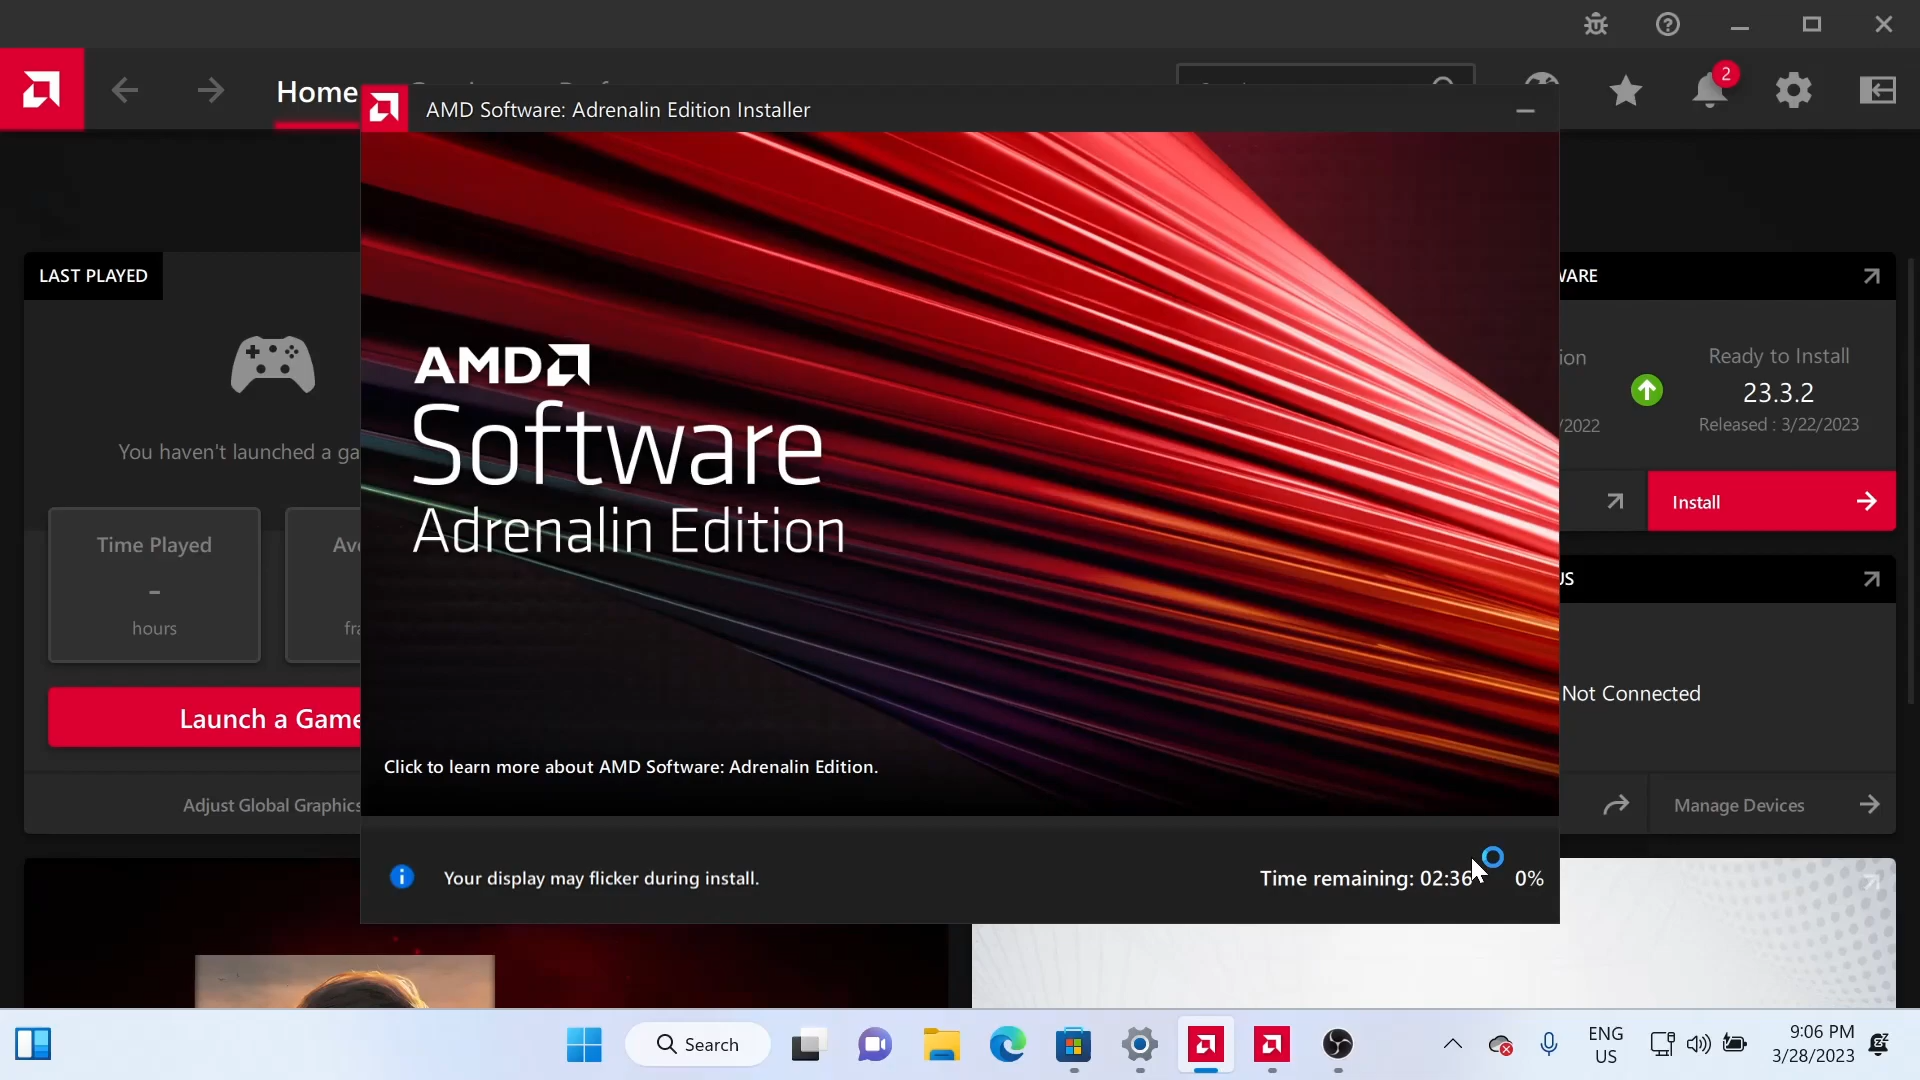 Home
2
AMD Software: Adrenalin Edition Installer
LAST PLAYED
You haven't launched a ga
Time Played
-
hours
Launch a Game
Adjust Global Graphics
AMD
Software
Adrenalin Edition
Click to learn more about AMD Software: Adrenalin Edition.
Your display may flicker during install.
Time remaining: 02:36
0%
WARE
ion
/2022
Ready to Install
23.3.2
Released : 3/22/2023
Install
US
Not Connected
Manage Devices
Search
ENG
US
9:06 PM
3/28/2023